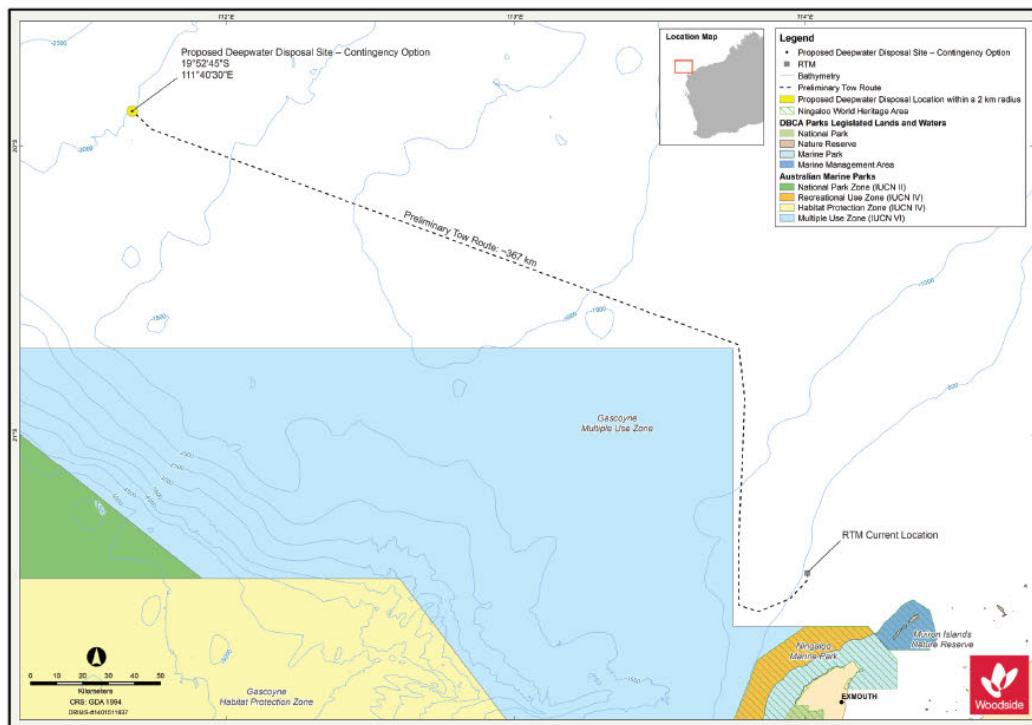 112°E
113°E
114°E
20°S
21°S
Proposed Deepwater Disposal Site – Contingency Option
19°52'45"S
111°40'30"E
Preliminary Tow Route: ~367 km
Location Map
Legend
Proposed Deepwater Disposal Site – Contingency Option
RTM
Bathymetry
Preliminary Tow Route
Proposed Deepwater Disposal Location within a 2 km radius
Ningaloo World Heritage Area
DBCA Parks Legislated Lands and Waters
National Park
Nature Reserve
Marine Park
Marine Management Area
Australian Marine Parks
National Park Zone (IUCN II)
Recreational Use Zone (IUCN IV)
Habitat Protection Zone (IUCN IV)
Multiple Use Zone (IUCN VI)
Gascoyne
Multiple Use Zone
RTM Current Location
Muiron Islands
Nature Reserve
Ningaloo
Marine Park
EXMOUTH
Gascoyne
Habitat Protection Zone
0 10 20 30 40 50
Kilometers
CRS: GDA 1994
Woodside